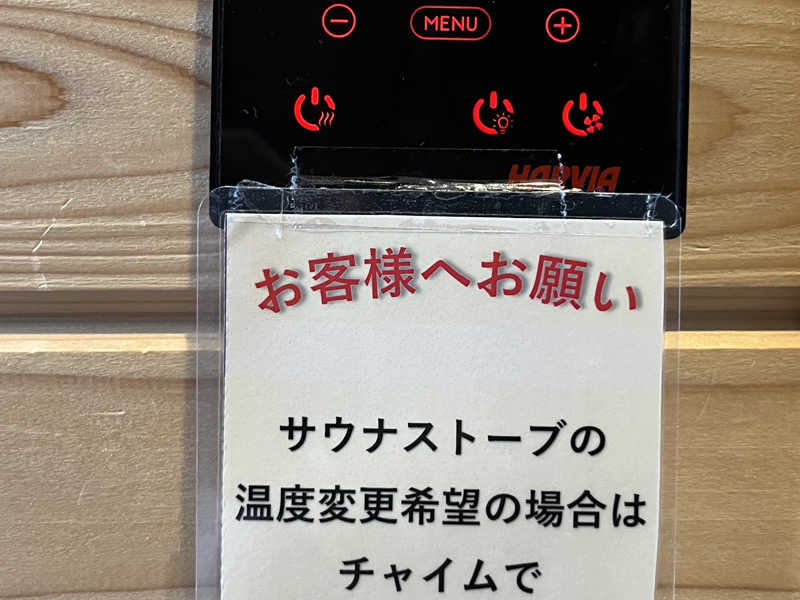 MENU
HARVIA
お客様へお願い
サウナストーブの
温度変更希望の場合は
チャイムで